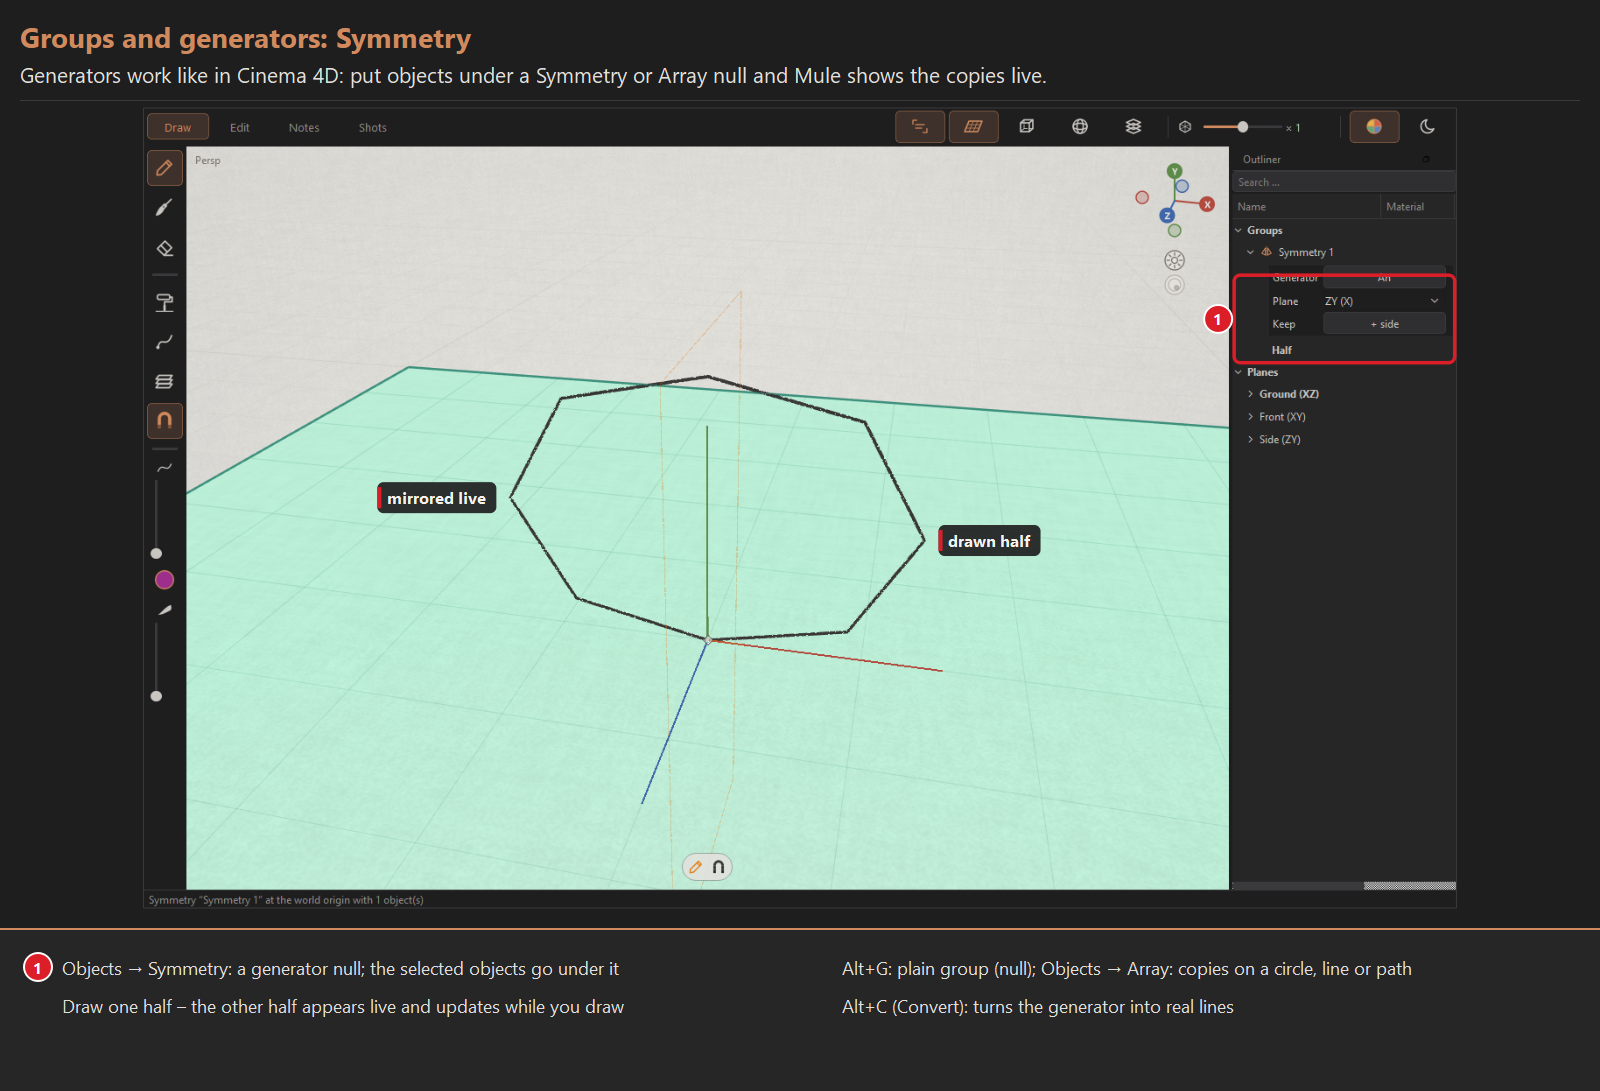 Groups and generators: Symmetry
Generators work like in Cinema 4D: put objects under a Symmetry or Array null and Mule shows the copies live.
Draw Edit Notes Shots
× 1
Persp
Y
X
Z
Outliner
Search ...
Name Material
Groups
Symmetry 1
Generator
Plane ZY (X)
Keep + side
1
Half
Planes
Ground (XZ)
Front (XY)
Side (ZY)
mirrored live
drawn half
Symmetry "Symmetry 1" at the world origin with 1 object(s)
1 Objects → Symmetry: a generator null; the selected objects go under it
Draw one half – the other half appears live and updates while you draw
Alt+G: plain group (null); Objects → Array: copies on a circle, line or path
Alt+C (Convert): turns the generator into real lines